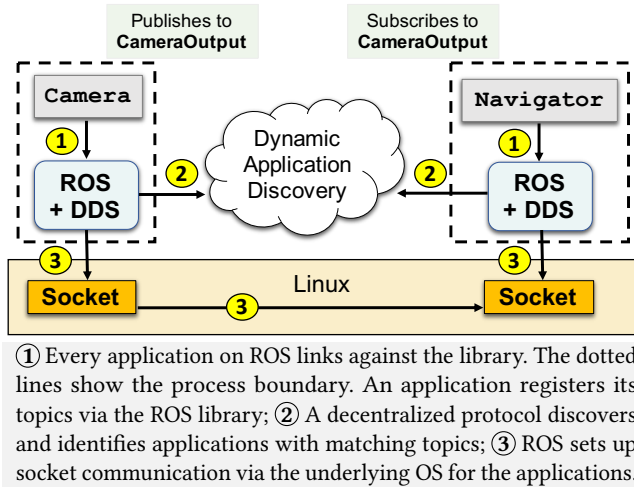 Publishes to
CameraOutput
Subscribes to
CameraOutput
Camera
Navigator
1
1
Dynamic
Application
Discovery
2
2
ROS
+ DDS
ROS
+ DDS
3
3
Linux
Socket
3
Socket
① Every application on ROS links against the library. The dotted
lines show the process boundary. An application registers its
topics via the ROS library; ② A decentralized protocol discovers
and identifies applications with matching topics; ③ ROS sets up
socket communication via the underlying OS for the applications.